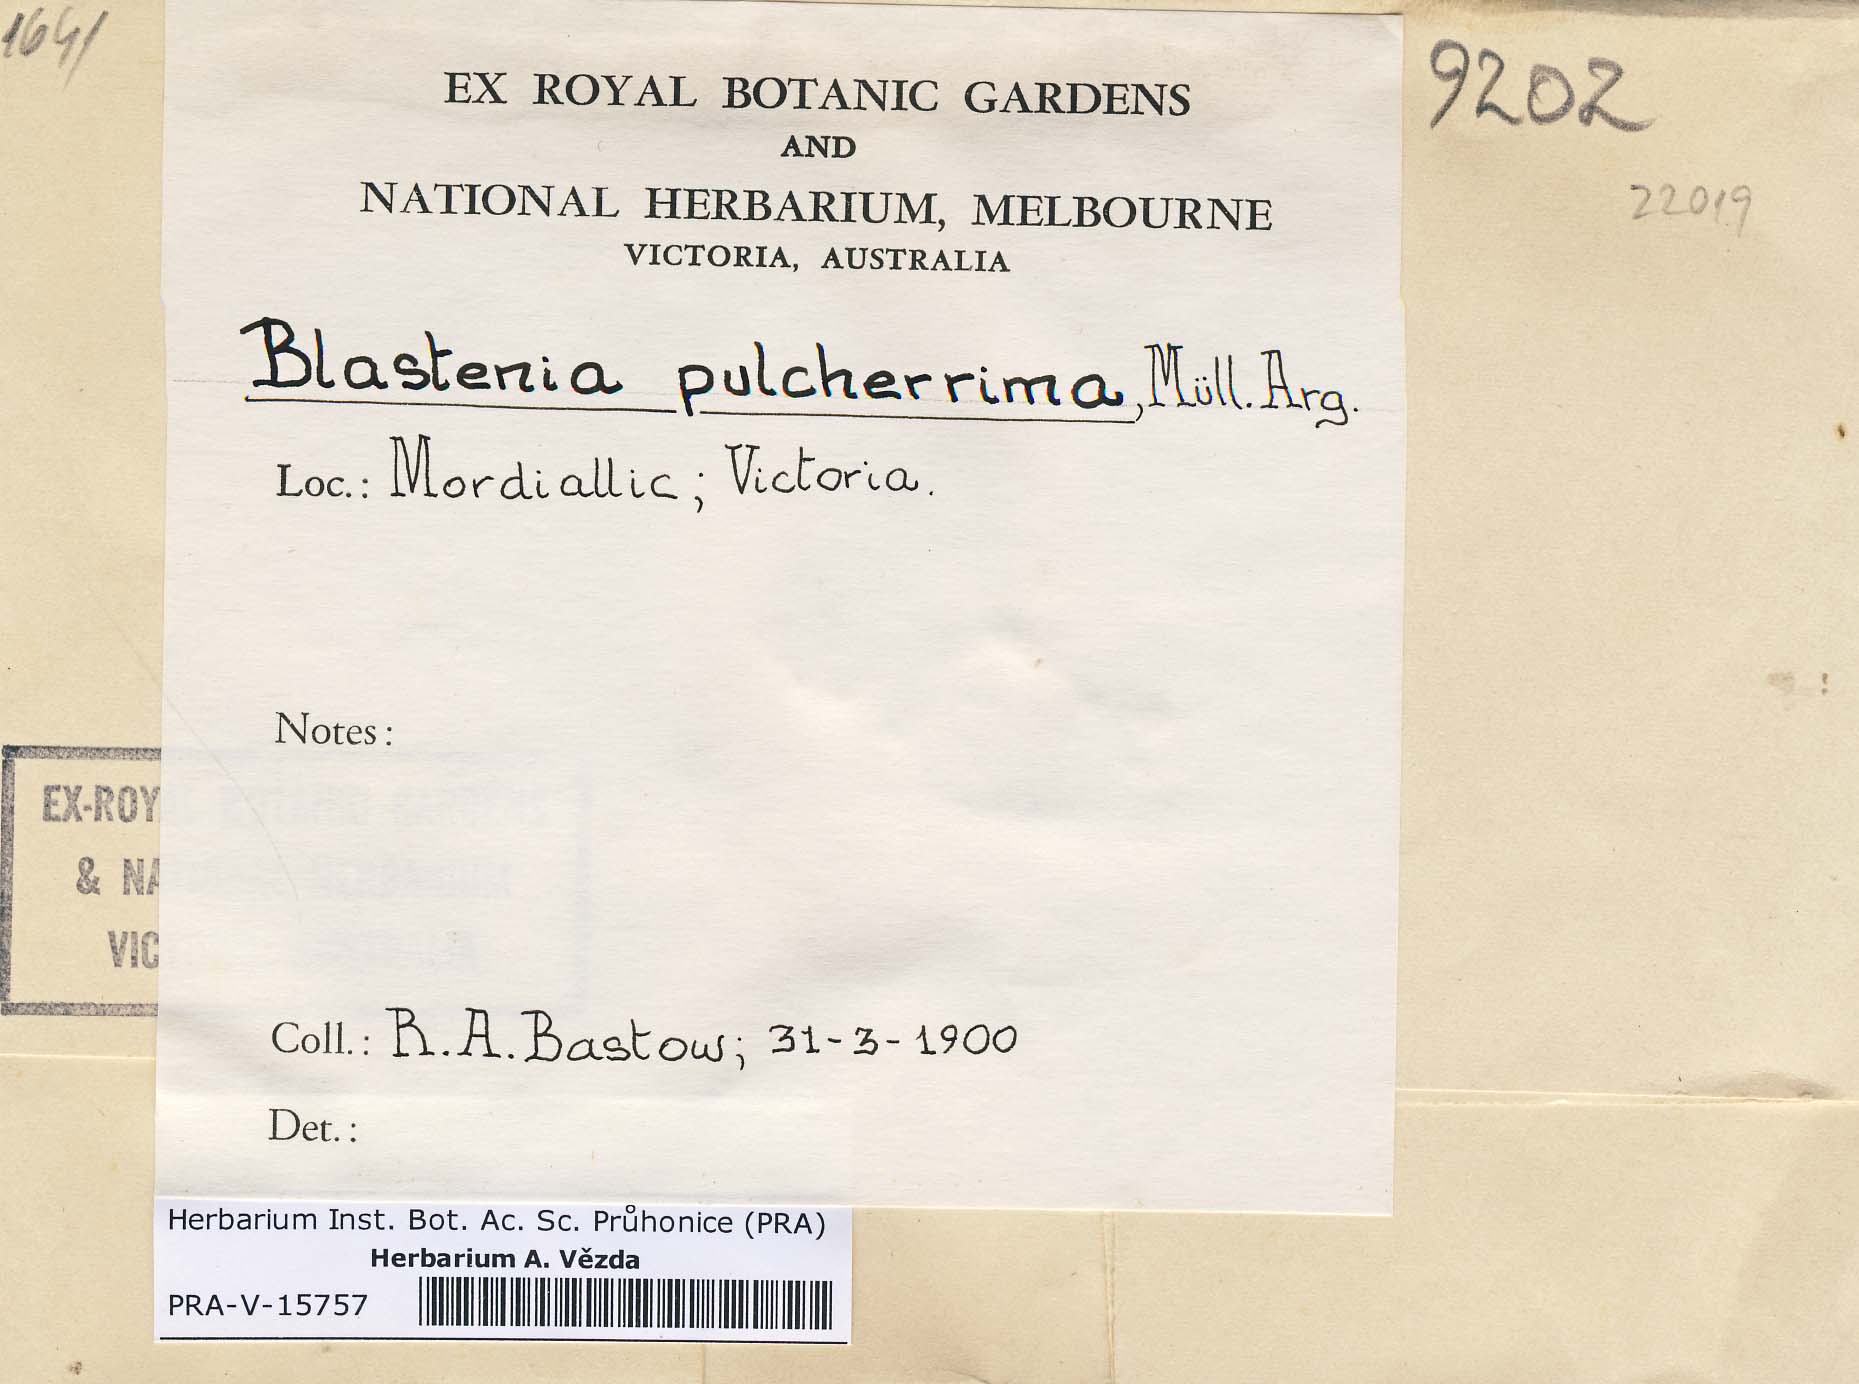 1641
9202
22019
EX ROYAL BOTANIC GARDENS
AND
NATIONAL HERBARIUM, MELBOURNE
VICTORIA, AUSTRALIA
Blastenia pulcherrima, Müll. Arg.
Loc.: Mordiallic; Victoria.
Notes:
EX-ROY
& NA
VIC
Coll.: R. A. Bastow; 31-3-1900
Det.:
Herbarium Inst. Bot. Ac. Sc. Průhonice (PRA)
Herbarium A. Vězda
PRA-V-15757